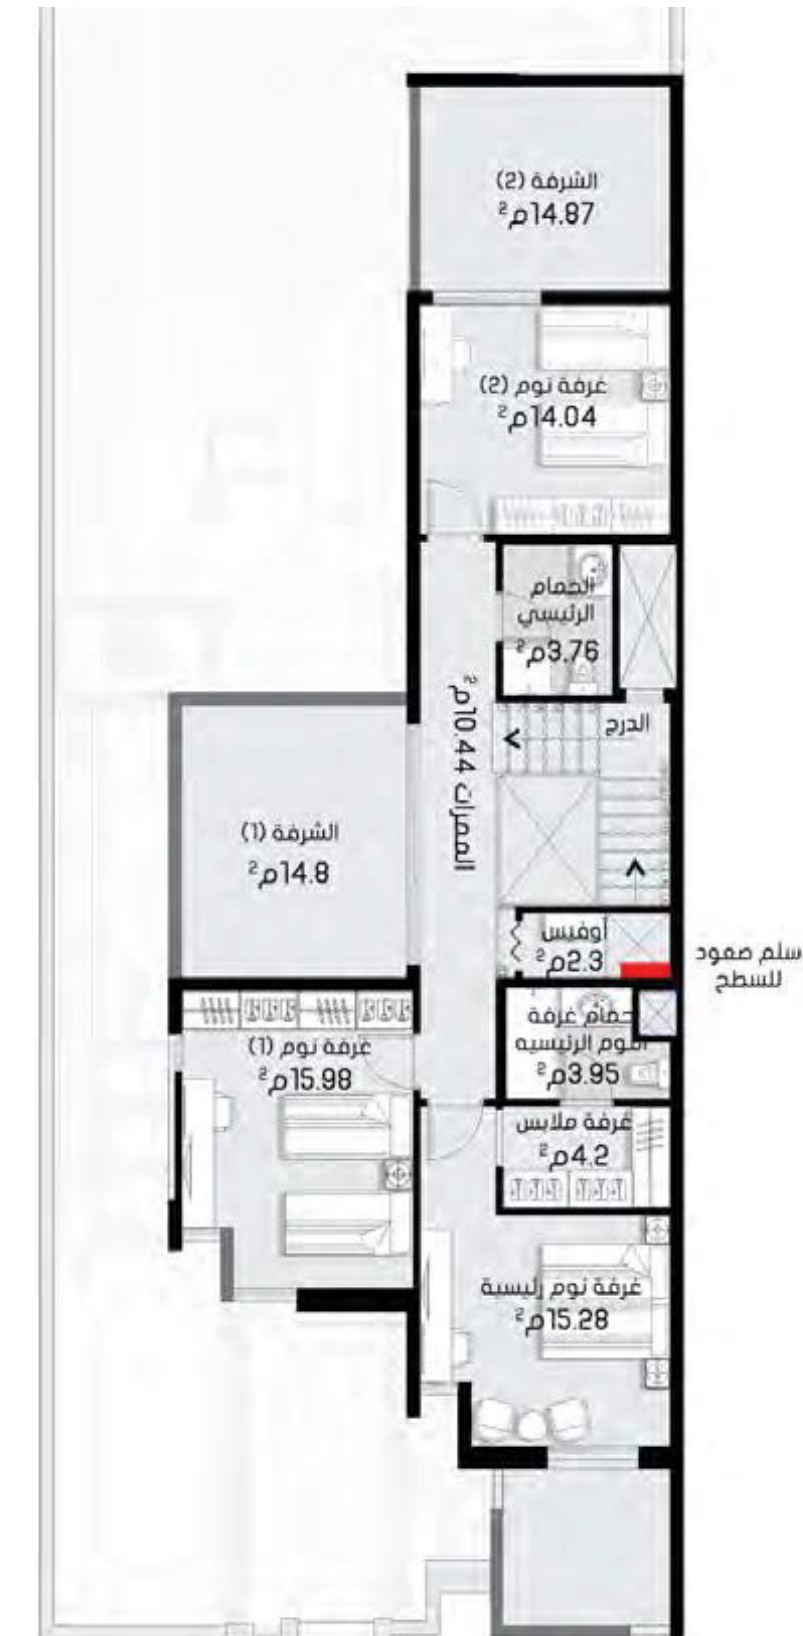 الشرفة (2)
14.87م²
غرفة نوم (2)
14.04م²
الحمام
الرئيسي
3.76م²
الدرج
الممرات 10.44م²
الشرفة (1)
14.8م²
أوفيس
2.3م²
سلم صعود
للسطح
حمام غرفة
النوم الرئيسيه
3.95م²
غرفة نوم (1)
15.98م²
غرفة ملابس
4.2م²
غرفة نوم رئيسية
15.28م²